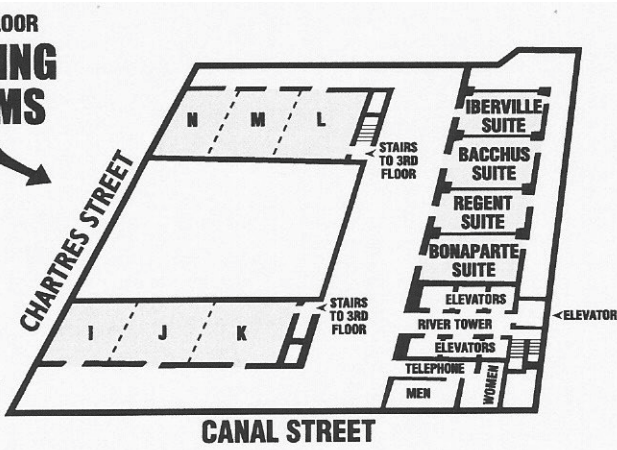 LOOR
ING
MS
CHARTRES STREET
N
M
L
STAIRS
TO 3RD
FLOOR
IBERVILLE
SUITE
BACCHUS
SUITE
REGENT
SUITE
BONAPARTE
SUITE
ELEVATORS
RIVER TOWER
ELEVATORS
ELEVATOR
TELEPHONE
MEN
WOMEN
I
J
K
STAIRS
TO 3RD
FLOOR
CANAL STREET